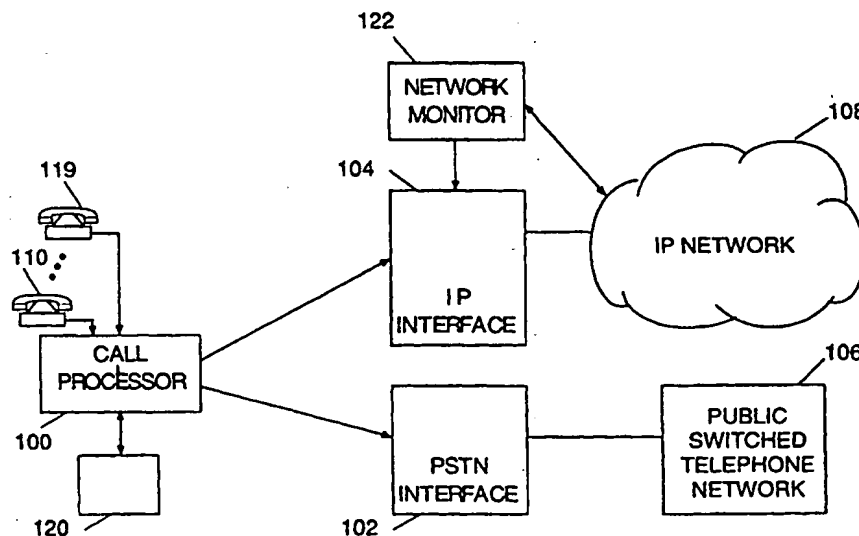 122
NETWORK
MONITOR
108
119
104
110
IP NETWORK
IP
INTERFACE
CALL
PROCESSOR
106
100
PUBLIC
SWITCHED
TELEPHONE
NETWORK
PSTN
INTERFACE
120
102